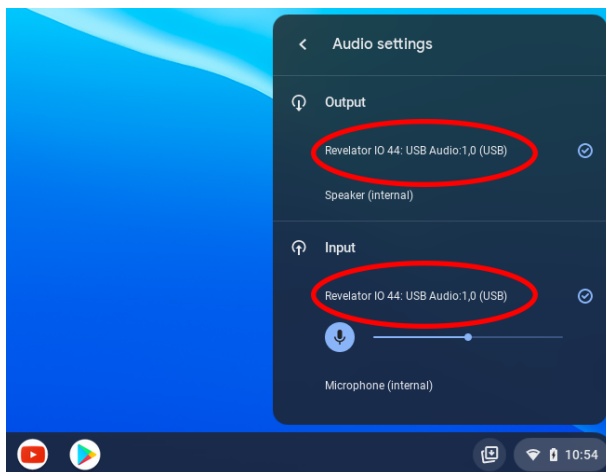 Audio settings
Output
Revelator IO 44: USB Audio:1,0 (USB)
Speaker (internal)
Input
Revelator IO 44: USB Audio:1,0 (USB)
Microphone (internal)
10:54